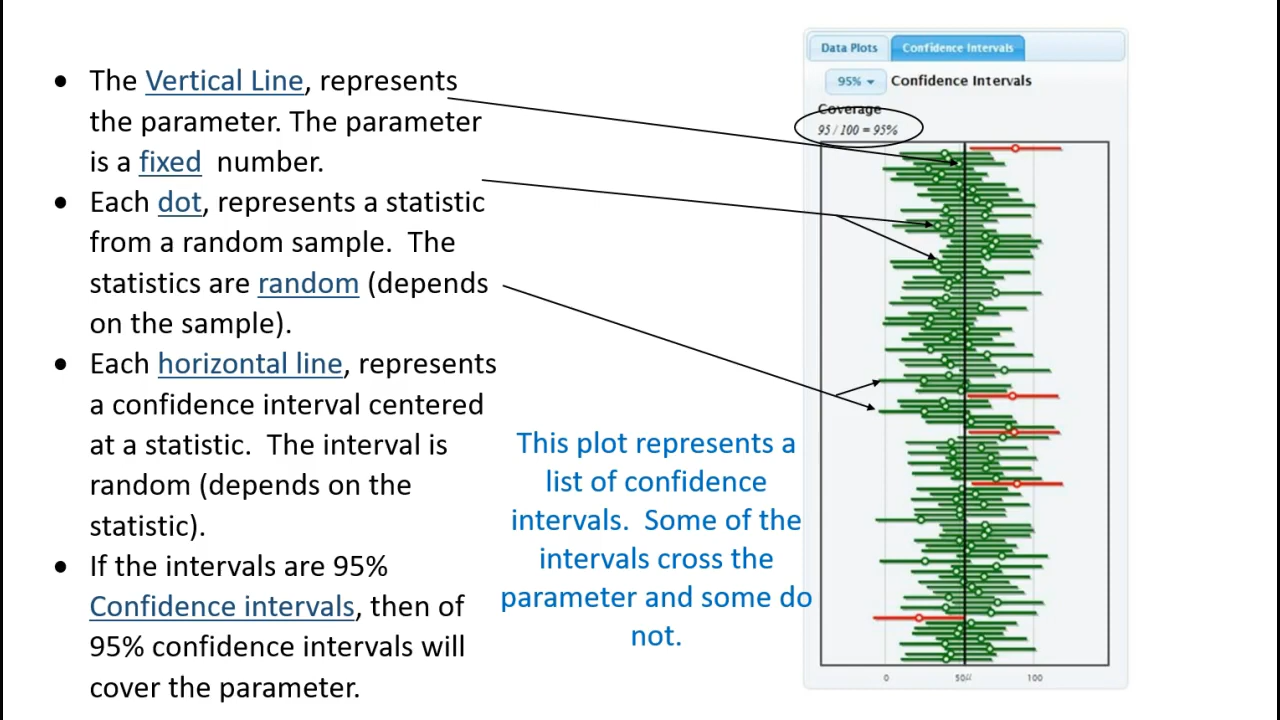 The Vertical Line, represents
the parameter. The parameter
is a fixed number.
Each dot, represents a statistic
from a random sample. The
statistics are random (depends
on the sample).
Each horizontal line, represents
a confidence interval centered
at a statistic. The interval is
random (depends on the
statistic).
If the intervals are 95%
Confidence intervals, then of
95% confidence intervals will
cover the parameter.
This plot represents a
list of confidence
intervals. Some of the
intervals cross the
parameter and some do
not.
Data Plots Confidence Intervals
95% Confidence Intervals
Coverage
95 / 100 = 95%
0 50μ 100